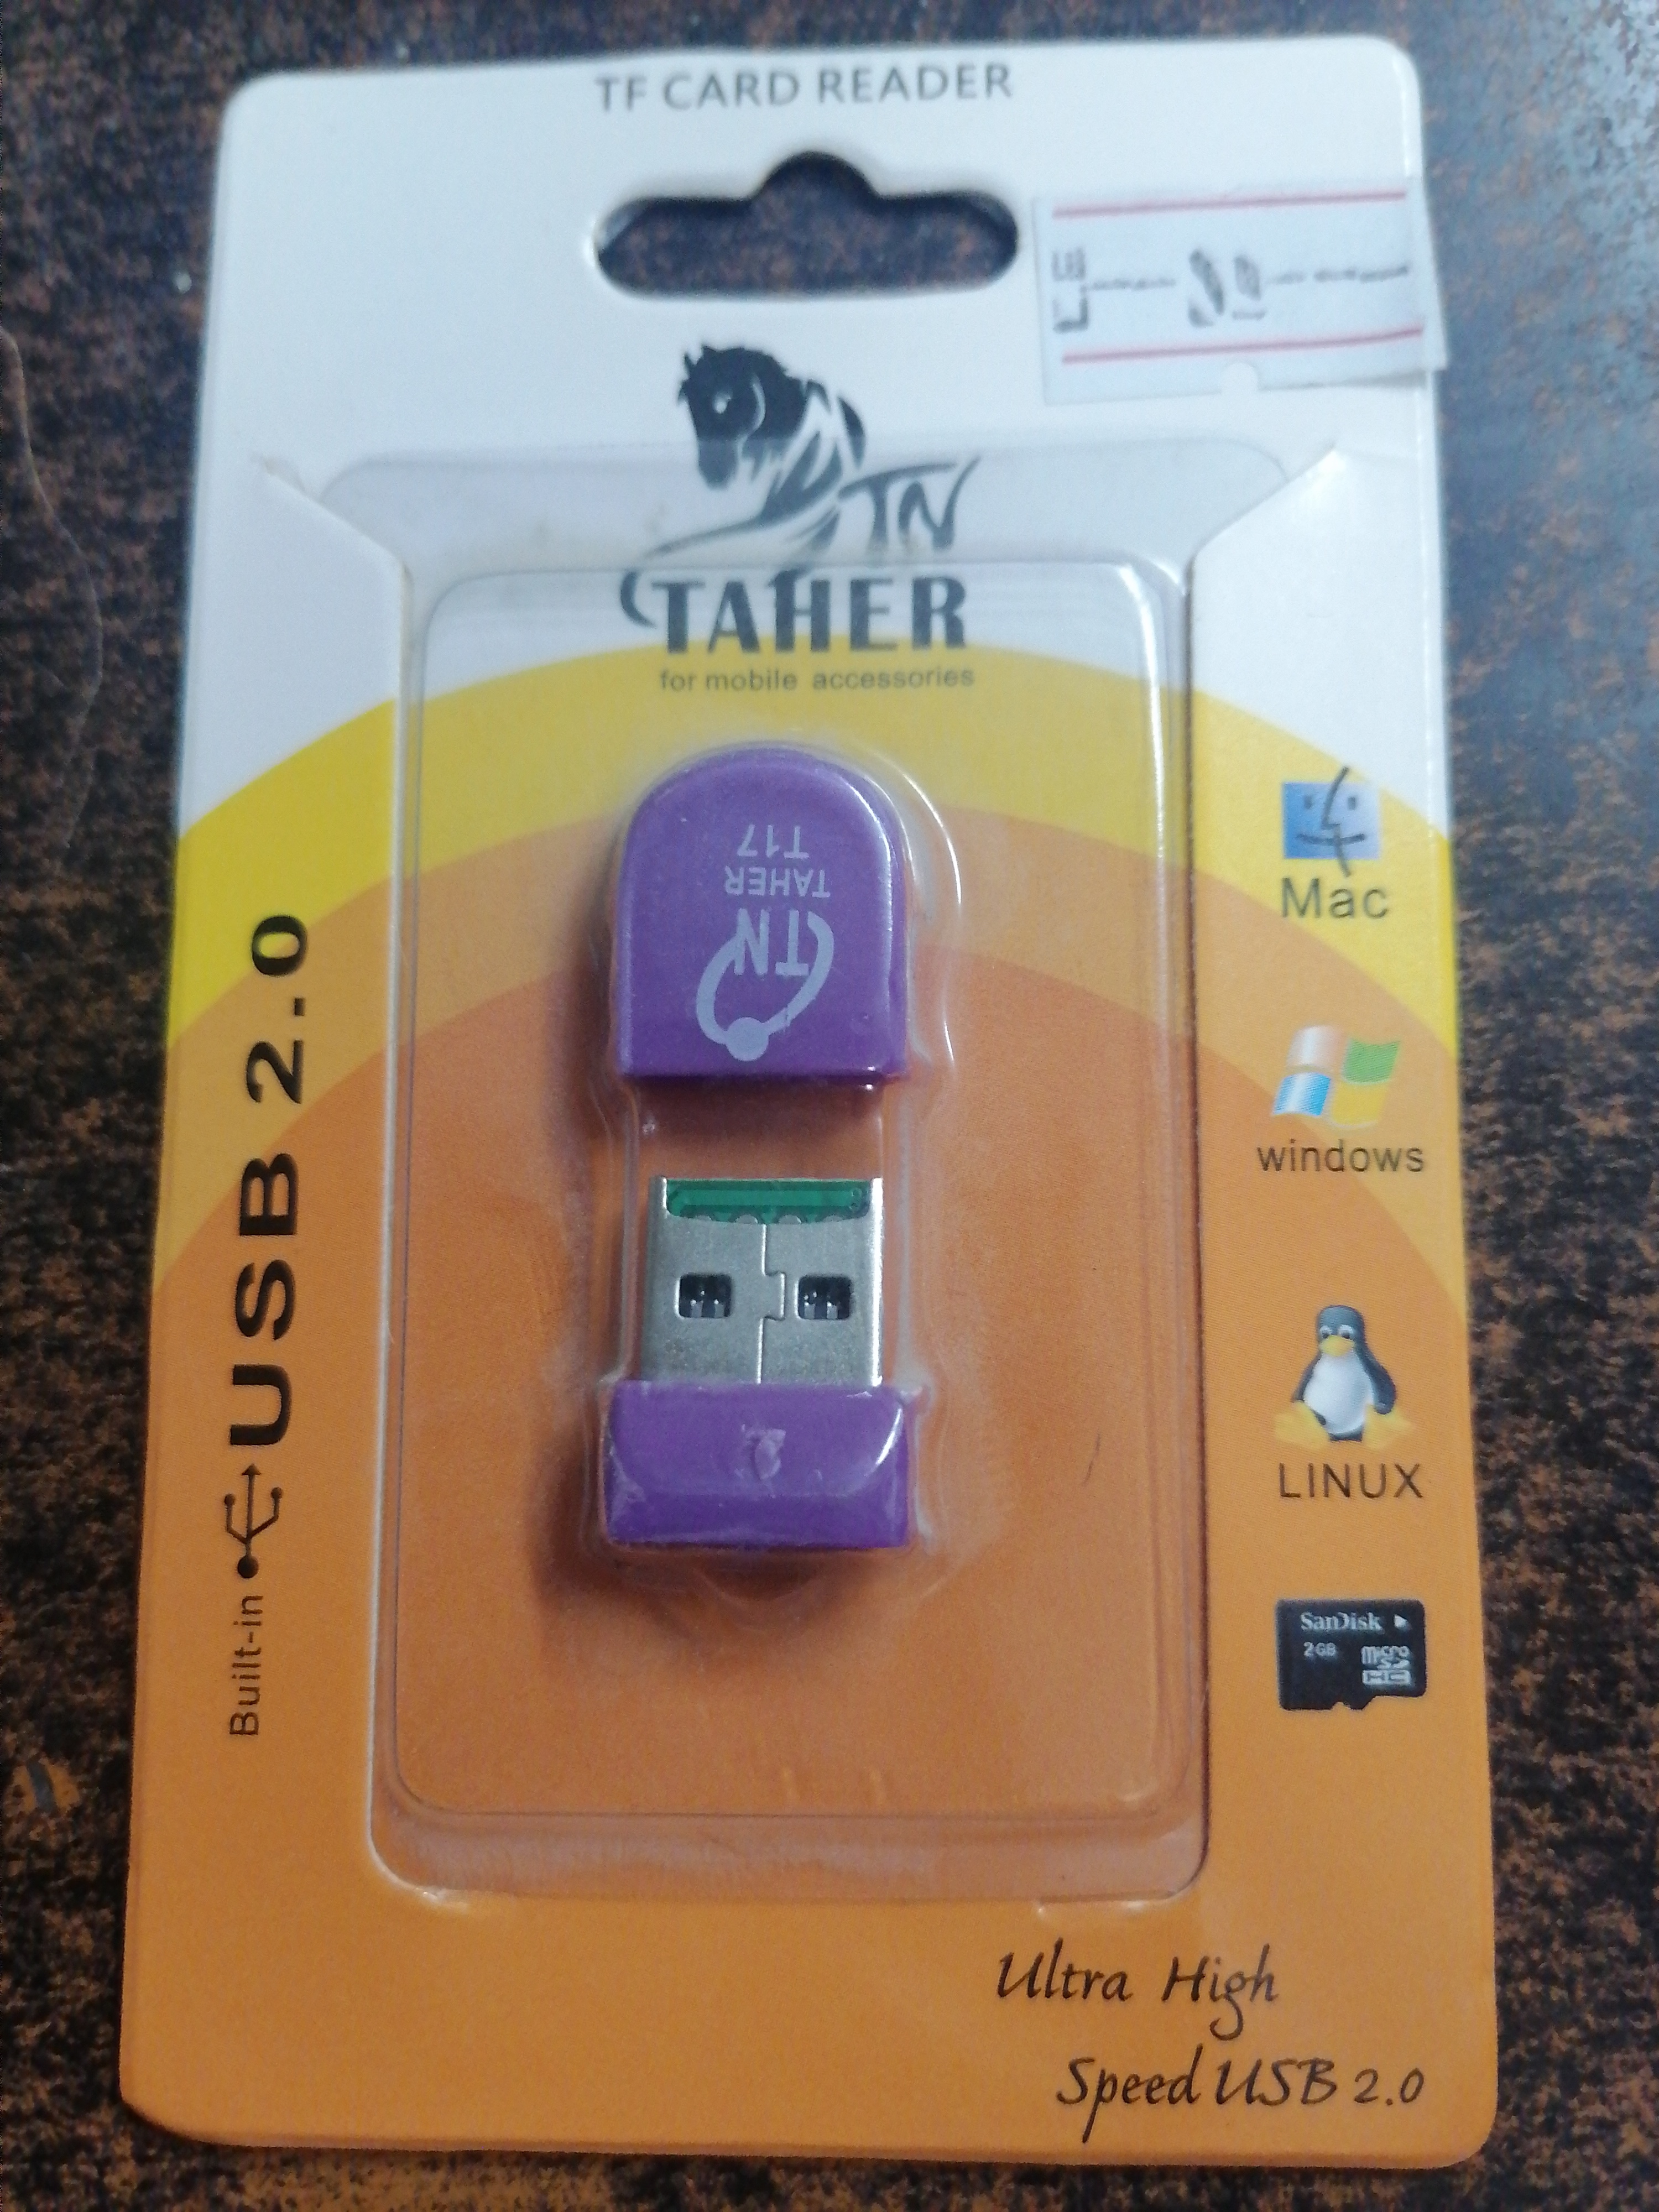 TF CARD READER
LE
TN
TAHER
for mobile accessories
T17
TAHER
TN
Mac
windows
LINUX
SanDisk
2GB
micro
HC
Built-in USB 2.0
Ultra High
Speed USB 2.0